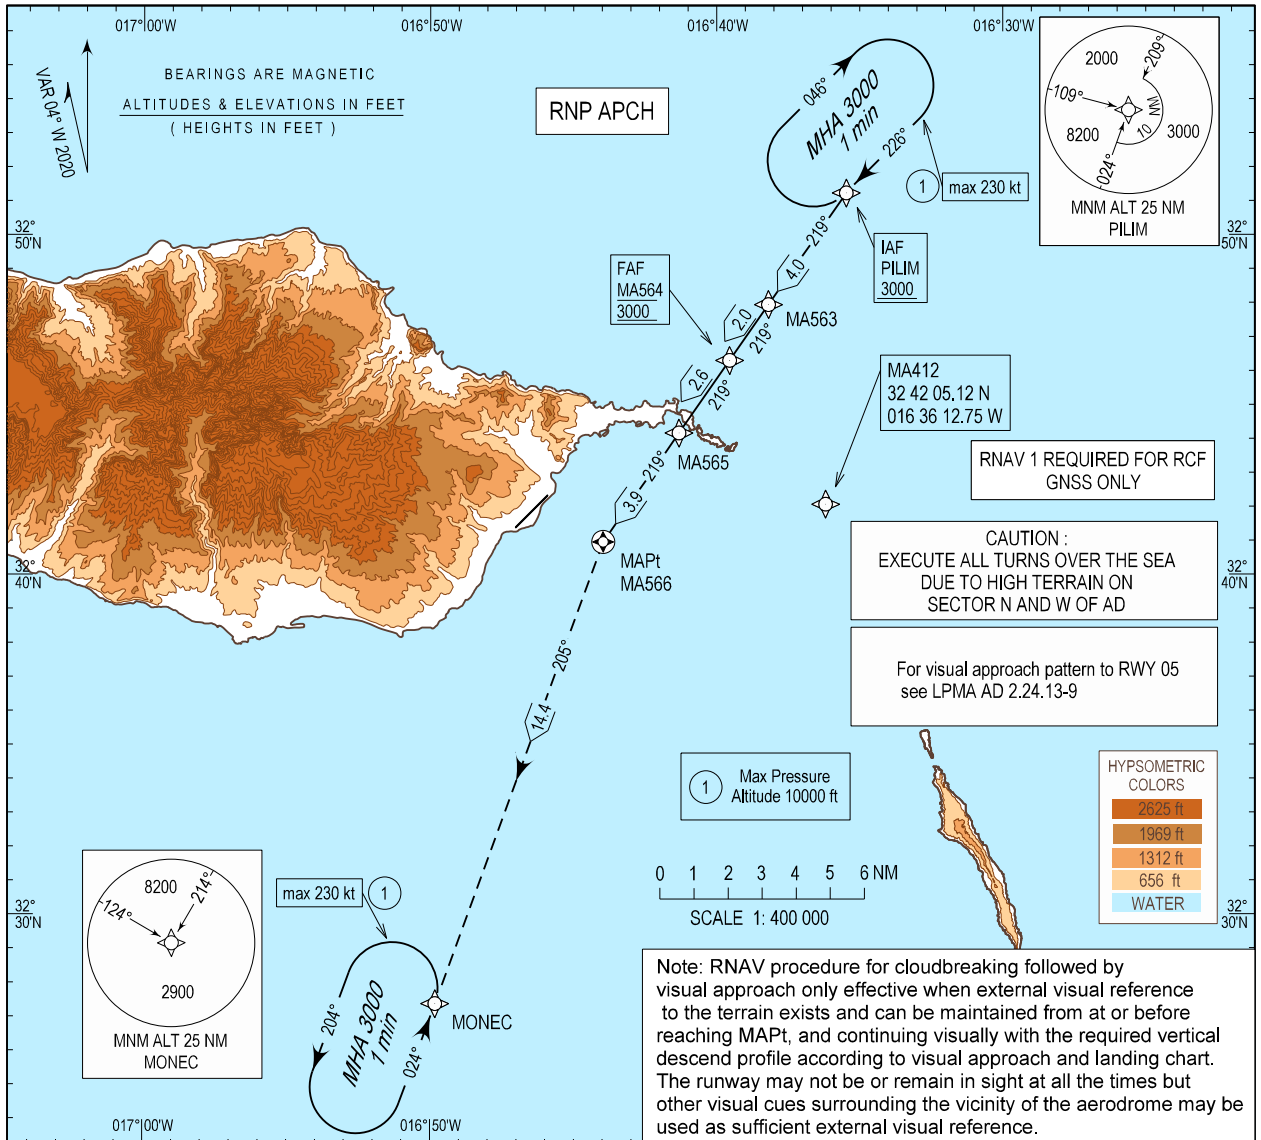 017°00'W
016°50'W
016°40'W
016°30'W
VAR 04° W 2020
BEARINGS ARE MAGNETIC
ALTITUDES & ELEVATIONS IN FEET
( HEIGHTS IN FEET )
RNP APCH
046°
MHA 3000
1 min
226°
1
max 230 kt
2000
209°
109°
NM
10
8200
3000
024°
MNM ALT 25 NM
PILIM
32°
50'N
32°
50'N
219°
IAF
PILIM
3000
4.0
FAF
MA564
3000
MA563
2.0
219°
2.6
219°
MA412
32 42 05.12 N
016 36 12.75 W
MA565
219°
3.9
RNAV 1 REQUIRED FOR RCF
GNSS ONLY
MAPt
MA566
CAUTION :
EXECUTE ALL TURNS OVER THE SEA
DUE TO HIGH TERRAIN ON
SECTOR N AND W OF AD
32°
40'N
32°
40'N
205°
For visual approach pattern to RWY 05
see LPMA AD 2.24.13-9
14.4
1
Max Pressure
Altitude 10000 ft
HYPSOMETRIC
COLORS
2625 ft
1969 ft
1312 ft
656 ft
WATER
0 1 2 3 4 5 6 NM
SCALE 1: 400 000
8200
214°
124°
2900
MNM ALT 25 NM
MONEC
max 230 kt
1
32°
30'N
32°
30'N
204°
MHA 3000
1 min
024°
MONEC
Note: RNAV procedure for cloudbreaking followed by
visual approach only effective when external visual reference
to the terrain exists and can be maintained from at or before
reaching MAPt, and continuing visually with the required vertical
descend profile according to visual approach and landing chart.
The runway may not be or remain in sight at all the times but
other visual cues surrounding the vicinity of the aerodrome may be
used as sufficient external visual reference.
017°00'W
016°50'W